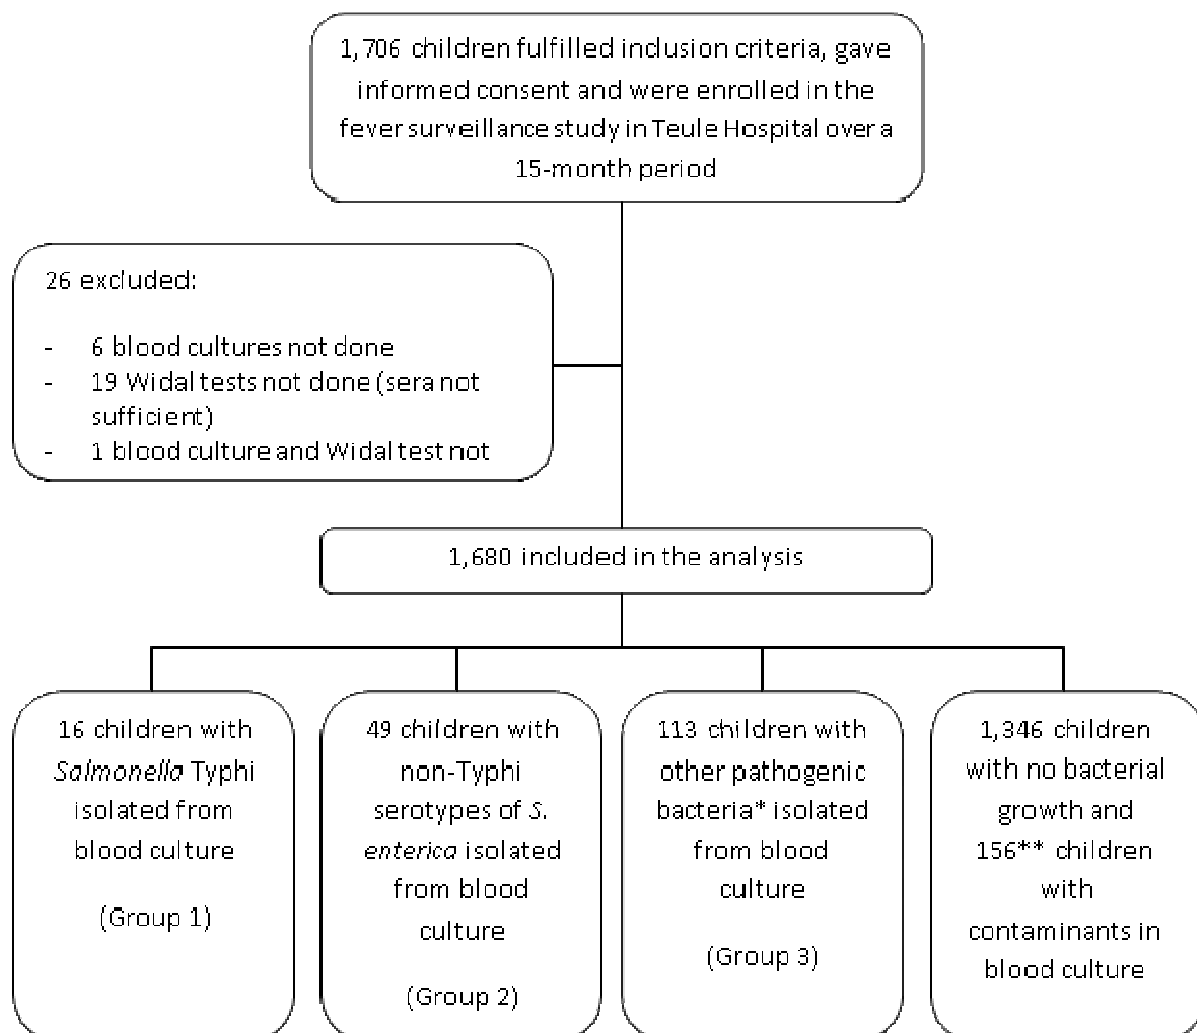 1,706 children fulfilled inclusion criteria, gave
informed consent and were enrolled in the
fever surveillance study in Teule Hospital over a
15-month period
26 excluded:
- 6 blood cultures not done
- 19 Widal tests not done (sera not
sufficient)
- 1 blood culture and Widal test not
1,680 included in the analysis
16 children with
Salmonella Typhi
isolated from
blood culture
(Group 1)
49 children with
non-Typhi
serotypes of S.
enterica isolated
from blood
culture
(Group 2)
113 children with
other pathogenic
bacteria* isolated
from blood
culture
(Group 3)
1,346 children
with no bacterial
growth and
156** children
with
contaminants in
blood culture